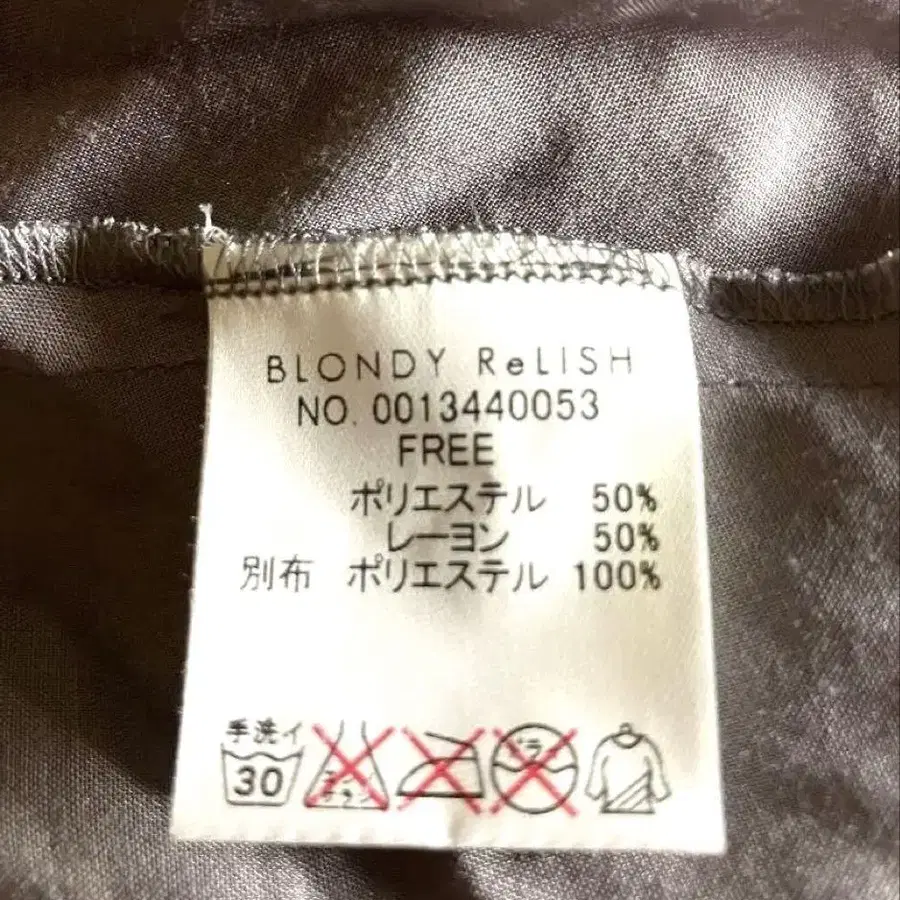 BLONDY ReLISH
NO. 0013440053
FREE
ポリエステル 50%
レーヨン 50%
別布 ポリエステル 100%
手洗イ
30
ドライ